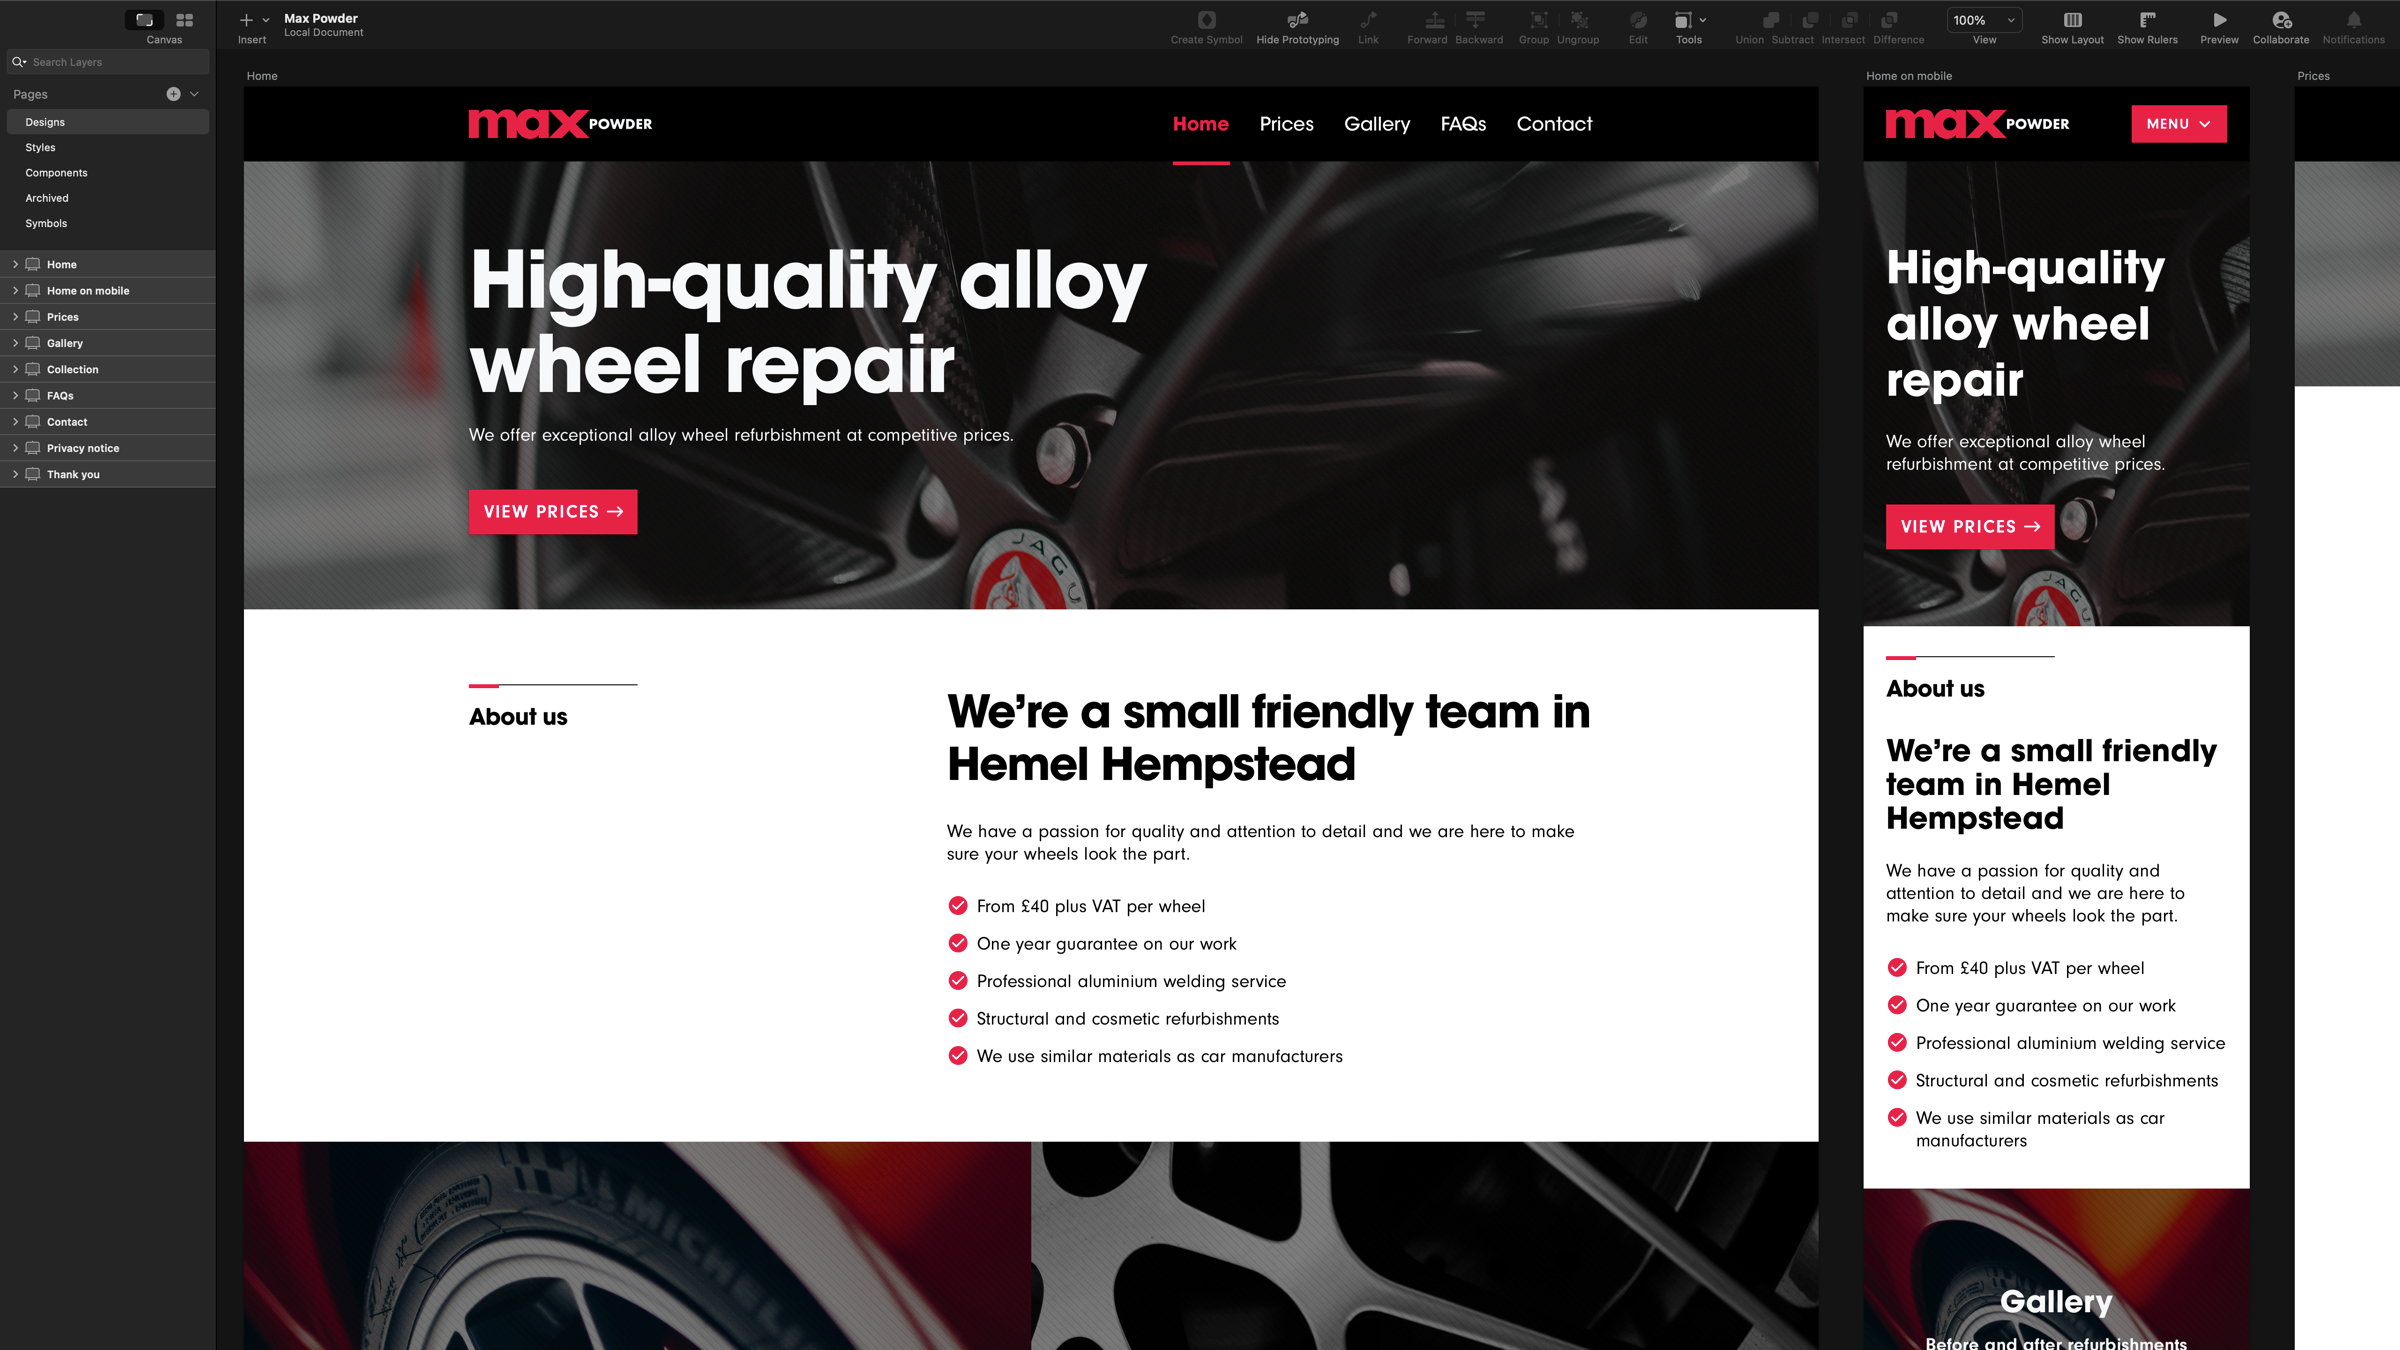 Canvas
Search Layers
Pages
Designs
Styles
Components
Archived
Symbols
Home
Home on mobile
Prices
Gallery
Collection
FAQs
Contact
Privacy notice
Thank you
Insert
Max Powder
Local Document
Create Symbol
Hide Prototyping
Link
Forward
Backward
Group
Ungroup
Edit
Tools
Union
Subtract
Intersect
Difference
100%
View
Show Layout
Show Rulers
Preview
Collaborate
Notifications
Home
max POWDER
Home Prices Gallery FAQs Contact
High-quality alloy
wheel repair
We offer exceptional alloy wheel refurbishment at competitive prices.
VIEW PRICES →
JAGU
About us
We’re a small friendly team in
Hemel Hempstead
We have a passion for quality and attention to detail and we are here to make
sure your wheels look the part.
From £40 plus VAT per wheel
One year guarantee on our work
Professional aluminium welding service
Structural and cosmetic refurbishments
We use similar materials as car manufacturers
MICHELIN
Home on mobile
max POWDER
MENU
High-quality
alloy wheel
repair
We offer exceptional alloy wheel
refurbishment at competitive prices.
VIEW PRICES →
JAGU
About us
We’re a small friendly
team in Hemel
Hempstead
We have a passion for quality and
attention to detail and we are here to
make sure your wheels look the part.
From £40 plus VAT per wheel
One year guarantee on our work
Professional aluminium welding service
Structural and cosmetic refurbishments
We use similar materials as car
manufacturers
Gallery
Before and after refurbishments
Prices